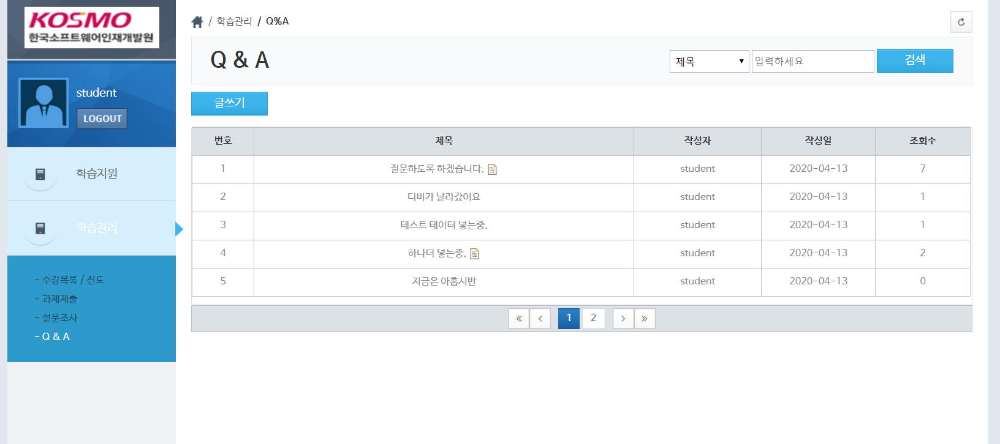 KOSMO
한국소프트웨어인재개발원
student
LOGOUT
학습지원
학습관리
- 수강목록 / 진도
- 과제제출
- 설문조사
- Q & A
/ 학습관리 / Q%A
Q & A
제목 입력하세요 검색
글쓰기
번호 제목 작성자 작성일 조회수
1 질문하도록 하겠습니다. student 2020-04-13 7
2 디비가 날라갔어요 student 2020-04-13 1
3 테스트 테이터 넣는중. student 2020-04-13 1
4 하나더 넣는중. student 2020-04-13 2
5 지금은 아홉시반 student 2020-04-13 0
« ‹ 1 2 › »